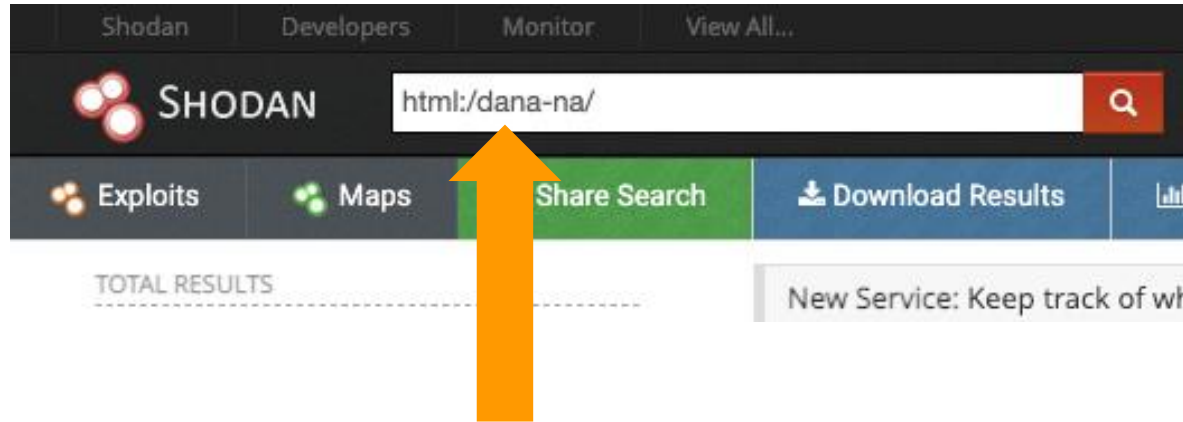 Shodan Developers Monitor View All...
SHODAN html:/dana-na/
Exploits Maps Share Search Download Results
TOTAL RESULTS
New Service: Keep track of wh